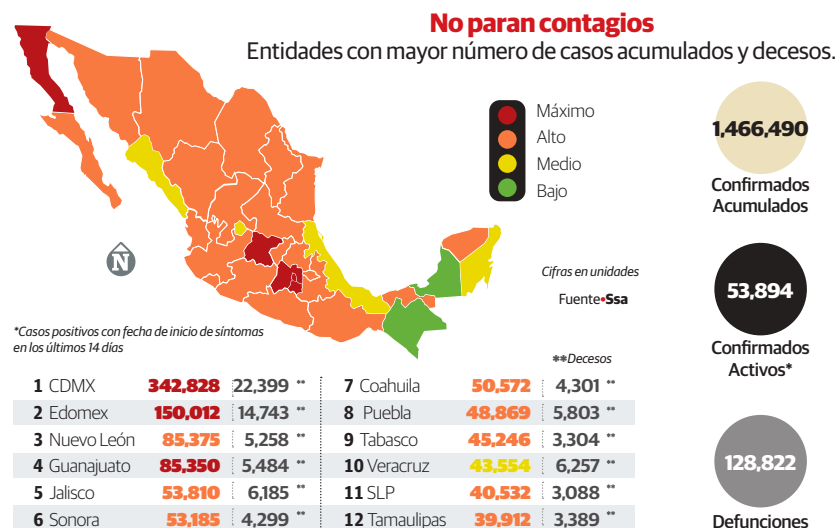 No paran contagios
Entidades con mayor número de casos acumulados y decesos.
Máximo
Alto
Medio
Bajo
1,466,490
Confirmados
Acumulados
N
Cifras en unidades
Fuente•Ssa
53,894
Confirmados
Activos*
*Casos positivos con fecha de inicio de síntomas
en los últimos 14 días
**Decesos
1 CDMX 342,828 22,399 **
2 Edomex 150,012 14,743 **
3 Nuevo León 85,375 5,258 **
4 Guanajuato 85,350 5,484 **
5 Jalisco 53,810 6,185 **
6 Sonora 53,185 4,299 **
7 Coahuila 50,572 4,301 **
8 Puebla 48,869 5,803 **
9 Tabasco 45,246 3,304 **
10 Veracruz 43,554 6,257 **
11 SLP 40,532 3,088 **
12 Tamaulipas 39,912 3,389 **
128,822
Defunciones